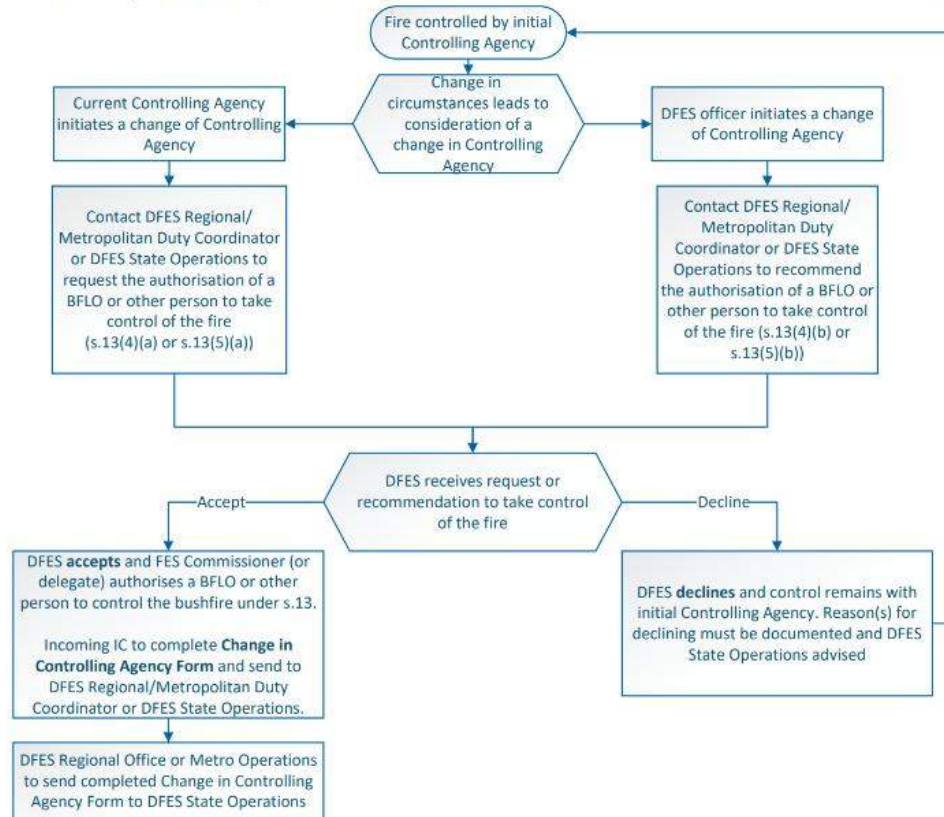 Fire controlled by initial
Controlling Agency
Change in
circumstances leads to
consideration of a
change in Controlling
Agency
Current Controlling Agency
initiates a change of Controlling
Agency
DFES officer initiates a change
of Controlling Agency
Contact DFES Regional/
Metropolitan Duty Coordinator
or DFES State Operations to
request the authorisation of a
BFLO or other person to take
control of the fire
(s.13(4)(a) or s.13(5)(a))
Contact DFES Regional/
Metropolitan Duty
Coordinator or DFES State
Operations to recommend
the authorisation of a BFLO or
other person to take control
of the fire (s.13(4)(b) or
s.13(5)(b))
DFES receives request or
recommendation to take control
of the fire
Accept
Decline
DFES accepts and FES Commissioner (or
delegate) authorises a BFLO or other
person to control the bushfire under s.13.
Incoming IC to complete Change in
Controlling Agency Form and send to
DFES Regional/Metropolitan Duty
Coordinator or DFES State Operations.
DFES declines and control remains with
initial Controlling Agency. Reason(s) for
declining must be documented and DFES
State Operations advised
DFES Regional Office or Metro Operations
to send completed Change in Controlling
Agency Form to DFES State Operations